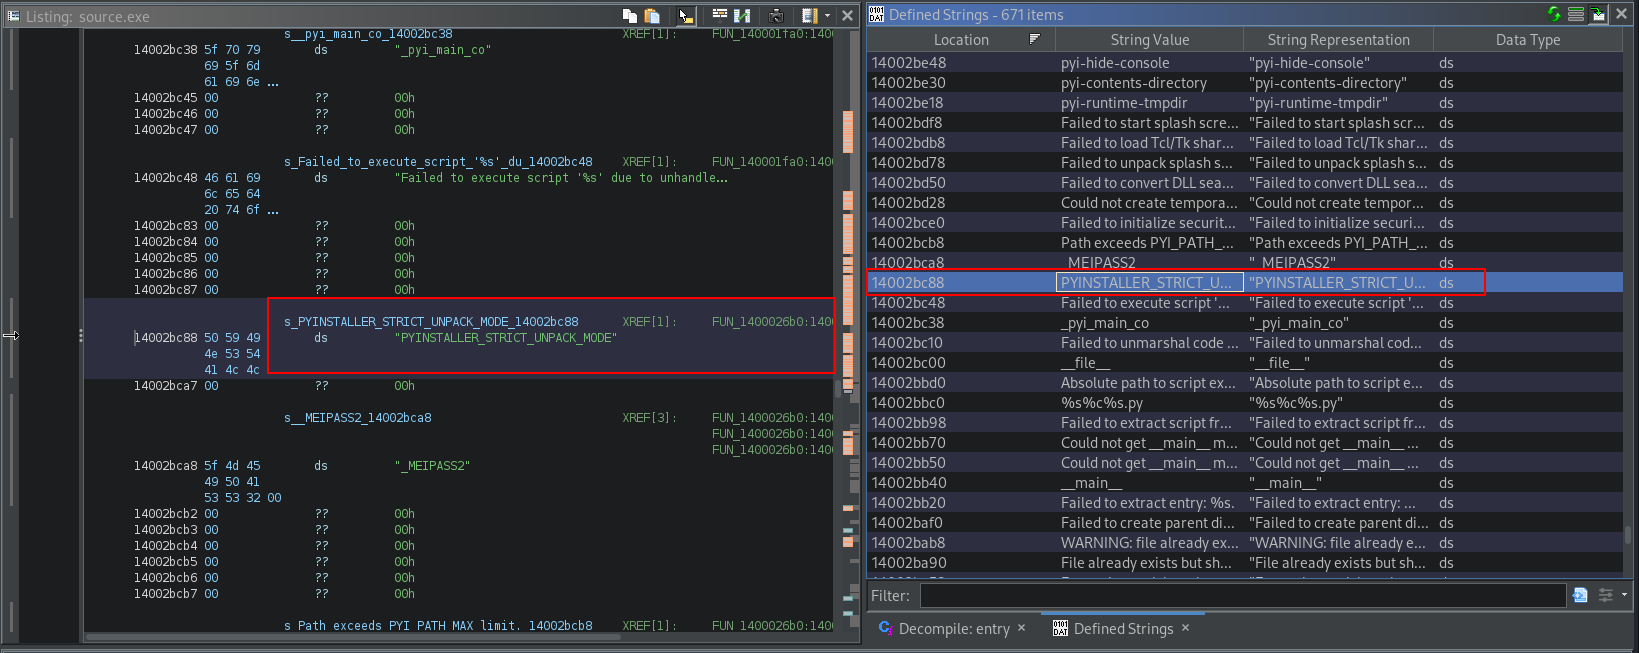 Listing: source.exe
s__pyi_main_co_14002bc38 XREF[1]: FUN_140001fa0:1400
14002bc38 5f 70 79 ds "_pyi_main_co"
69 5f 6d
61 69 6e ...
14002bc45 00 ?? 00h
14002bc46 00 ?? 00h
14002bc47 00 ?? 00h
s_Failed_to_execute_script_'%s'_du_14002bc48 XREF[1]: FUN_140001fa0:1400
14002bc48 46 61 69 ds "Failed to execute script '%s' due to unhandle...
6c 65 64
20 74 6f ...
14002bc83 00 ?? 00h
14002bc84 00 ?? 00h
14002bc85 00 ?? 00h
14002bc86 00 ?? 00h
14002bc87 00 ?? 00h
s_PYINSTALLER_STRICT_UNPACK_MODE_14002bc88 XREF[1]: FUN_1400026b0:1400
14002bc88 50 59 49 ds "PYINSTALLER_STRICT_UNPACK_MODE"
4e 53 54
41 4c 4c
14002bca7 00 ?? 00h
s__MEIPASS2_14002bca8 XREF[3]: FUN_1400026b0:1400
FUN_1400026b0:1400
FUN_1400026b0:1400
14002bca8 5f 4d 45 ds "_MEIPASS2"
49 50 41
53 53 32 00
14002bcb2 00 ?? 00h
14002bcb3 00 ?? 00h
14002bcb4 00 ?? 00h
14002bcb5 00 ?? 00h
14002bcb6 00 ?? 00h
14002bcb7 00 ?? 00h
s_Path_exceeds_PYI_PATH_MAX_limit._14002bcb8 XREF[1]: FUN_1400026b0:1400
Defined Strings - 671 items
Location String Value String Representation Data Type
14002be48 pyi-hide-console "pyi-hide-console" ds
14002be30 pyi-contents-directory "pyi-contents-directory" ds
14002be18 pyi-runtime-tmpdir "pyi-runtime-tmpdir" ds
14002bdf8 Failed to start splash scre... "Failed to start splash scr... ds
14002bdb8 Failed to load Tcl/Tk shar... "Failed to load Tcl/Tk shar... ds
14002bd78 Failed to unpack splash s... "Failed to unpack splash s... ds
14002bd50 Failed to convert DLL sea... "Failed to convert DLL sea... ds
14002bd28 Could not create tempora... "Could not create tempor... ds
14002bce0 Failed to initialize securit... "Failed to initialize securi... ds
14002bcb8 Path exceeds PYI_PATH_... "Path exceeds PYI_PATH_... ds
14002bca8 _MEIPASS2 "_MEIPASS2" ds
14002bc88 PYINSTALLER_STRICT_U... "PYINSTALLER_STRICT_U... ds
14002bc48 Failed to execute script '... "Failed to execute script '... ds
14002bc38 _pyi_main_co "_pyi_main_co" ds
14002bc10 Failed to unmarshal code ... "Failed to unmarshal cod... ds
14002bc00 __file__ "__file__" ds
14002bbd0 Absolute path to script ex... "Absolute path to script e... ds
14002bbc0 %s%c%s.py "%s%c%s.py" ds
14002bb98 Failed to extract script fr... "Failed to extract script fr... ds
14002bb70 Could not get __main__ m... "Could not get __main__ ... ds
14002bb50 Could not get __main__ m... "Could not get __main__ ... ds
14002bb40 __main__ "__main__" ds
14002bb20 Failed to extract entry: %s. "Failed to extract entry: ... ds
14002baf0 Failed to create parent di... "Failed to create parent di... ds
14002bab8 WARNING: file already ex... "WARNING: file already e... ds
14002ba90 File already exists but sh... "File already exists but sh... ds
Filter:
Decompile: entry × Defined Strings ×